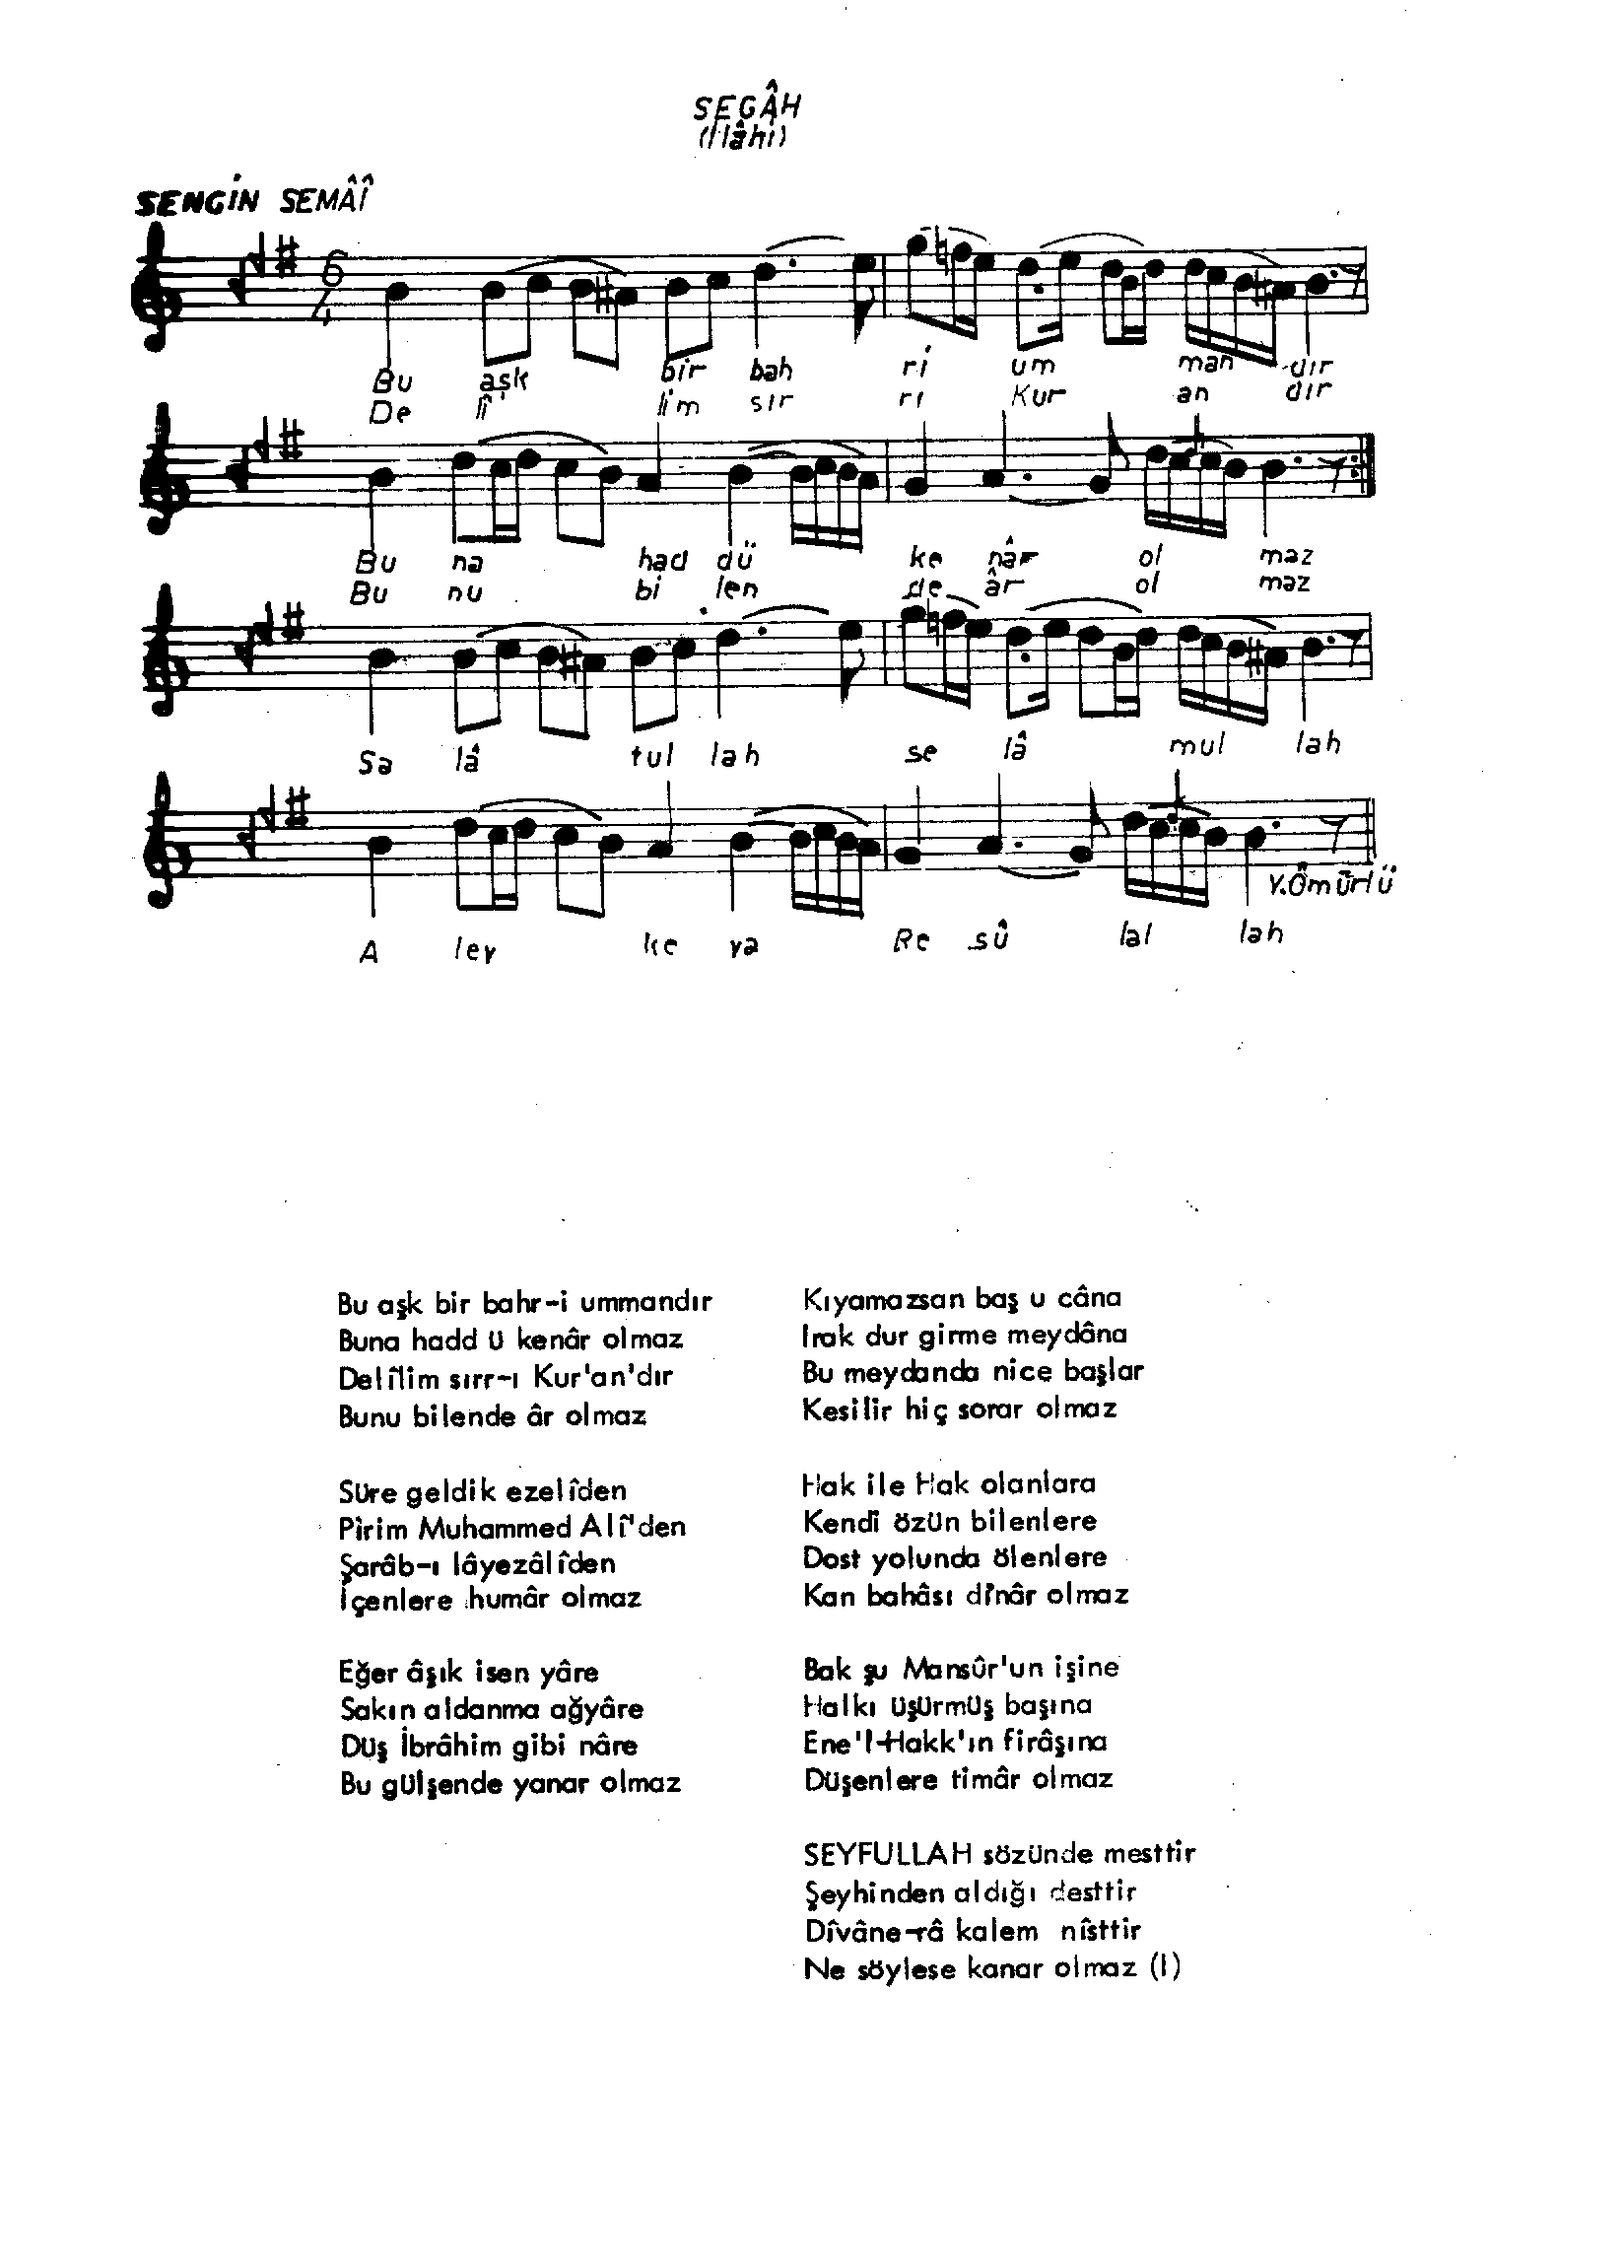 SEGÂH
(İlâhi)
SENGİN SEMÂÎ
6
4
Bu aşk bir bah ri um man dır
De lî lim sır rı Kur an dır
Bu na had dü ke nâr ol maz
Bu nu bi len de âr ol maz
Sa lâ tul lah se lâ mul lah
Y.Ömürlü
A ley ke ya Re sû lal lah
Bu aşk bir bahr-i ummandır
Buna hadd ü kenâr olmaz
Delîlim sırr-ı Kur'an'dır
Bunu bilende âr olmaz
Süre geldik ezelîden
Pîrim Muhammed Alî'den
Şarâb-ı lâyezâlîden
İçenlere humâr olmaz
Eğer âşık isen yâre
Sakın aldanma ağyâre
Düş İbrâhim gibi nâre
Bu gülşende yanar olmaz
Kıyamazsan baş u câna
Irak dur girme meydâna
Bu meydanda nice başlar
Kesilir hiç sorar olmaz
Hak ile Hak olanlara
Kendî özün bilenlere
Dost yolunda ölenlere
Kan bahâsı dînâr olmaz
Bak şu Mansûr'un işine
Halkı üşürmüş başına
Ene'l-Hakk'ın firâşına
Düşenlere timâr olmaz
SEYFULLAH sözünde mesttir
Şeyhinden aldığı desttir
Dîvâne-râ kalem nîsttir
Ne söylese kanar olmaz (I)